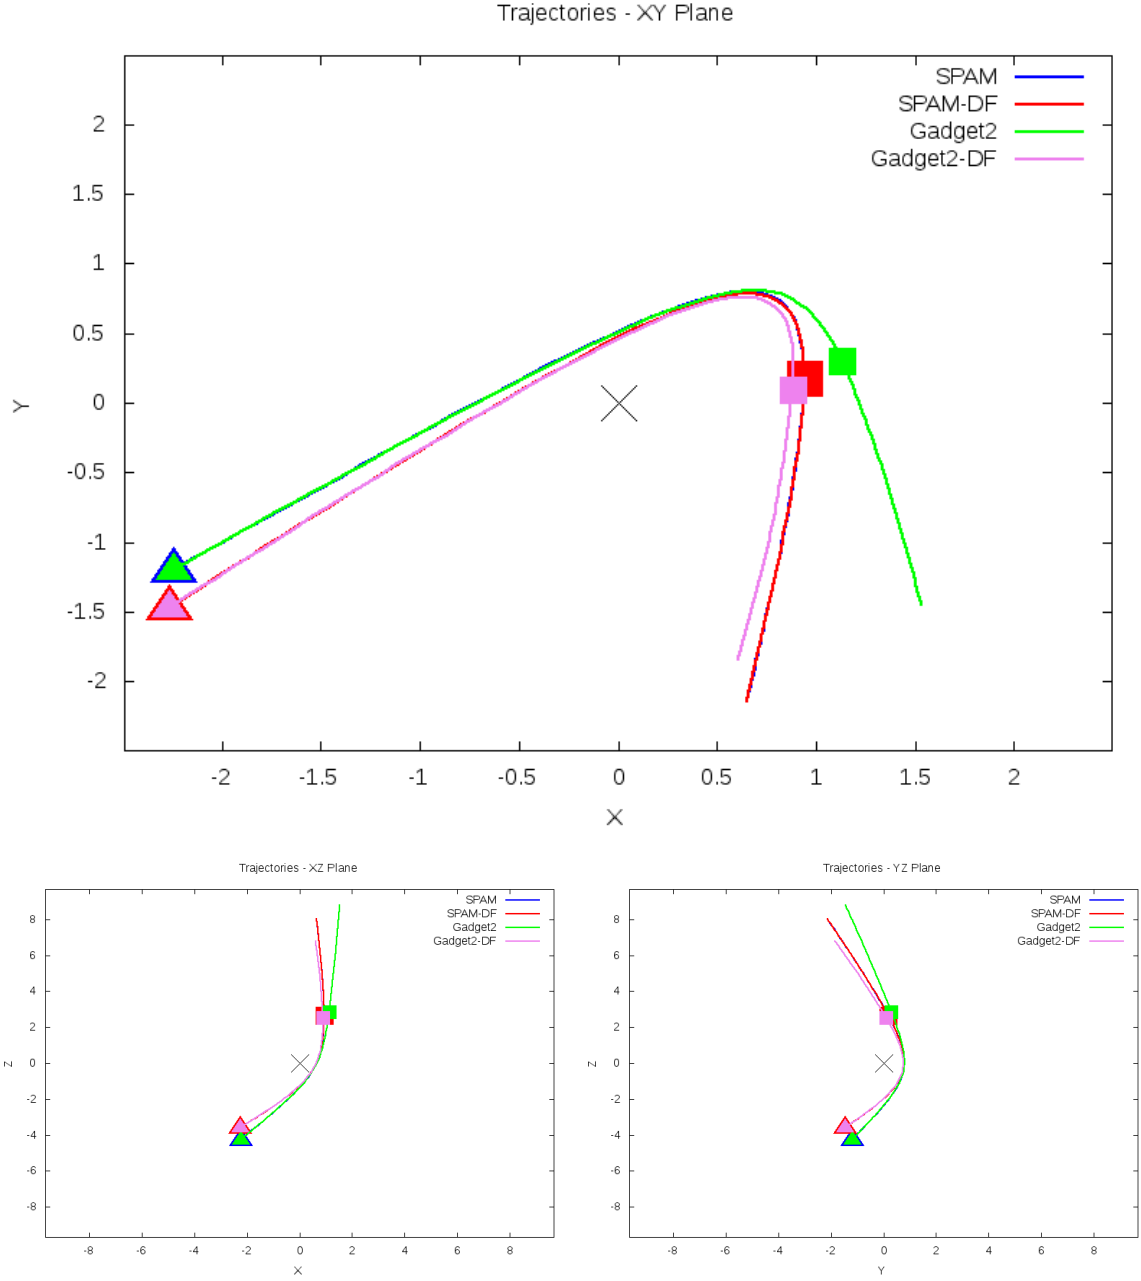 Trajectories - XY Plane
SPAM
SPAM-DF
Gadget2
Gadget2-DF
2
1.5
1
0.5
0
-0.5
-1
-1.5
-2
Y
-2 -1.5 -1 -0.5 0 0.5 1 1.5 2
X
Trajectories - XZ Plane
SPAM
SPAM-DF
Gadget2
Gadget2-DF
8
6
4
2
0
-2
-4
-6
-8
Z
-8 -6 -4 -2 0 2 4 6 8
X
Trajectories - YZ Plane
SPAM
SPAM-DF
Gadget2
Gadget2-DF
8
6
4
2
0
-2
-4
-6
-8
Z
-8 -6 -4 -2 0 2 4 6 8
Y